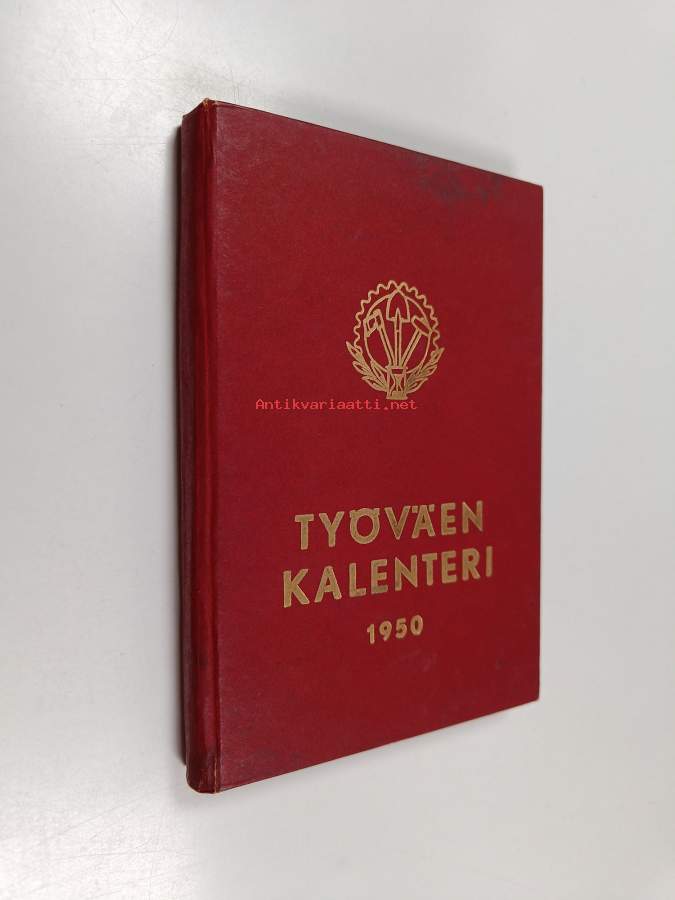 Antikvariaatti.net
TYÖVÄEN
KALENTERI
1950